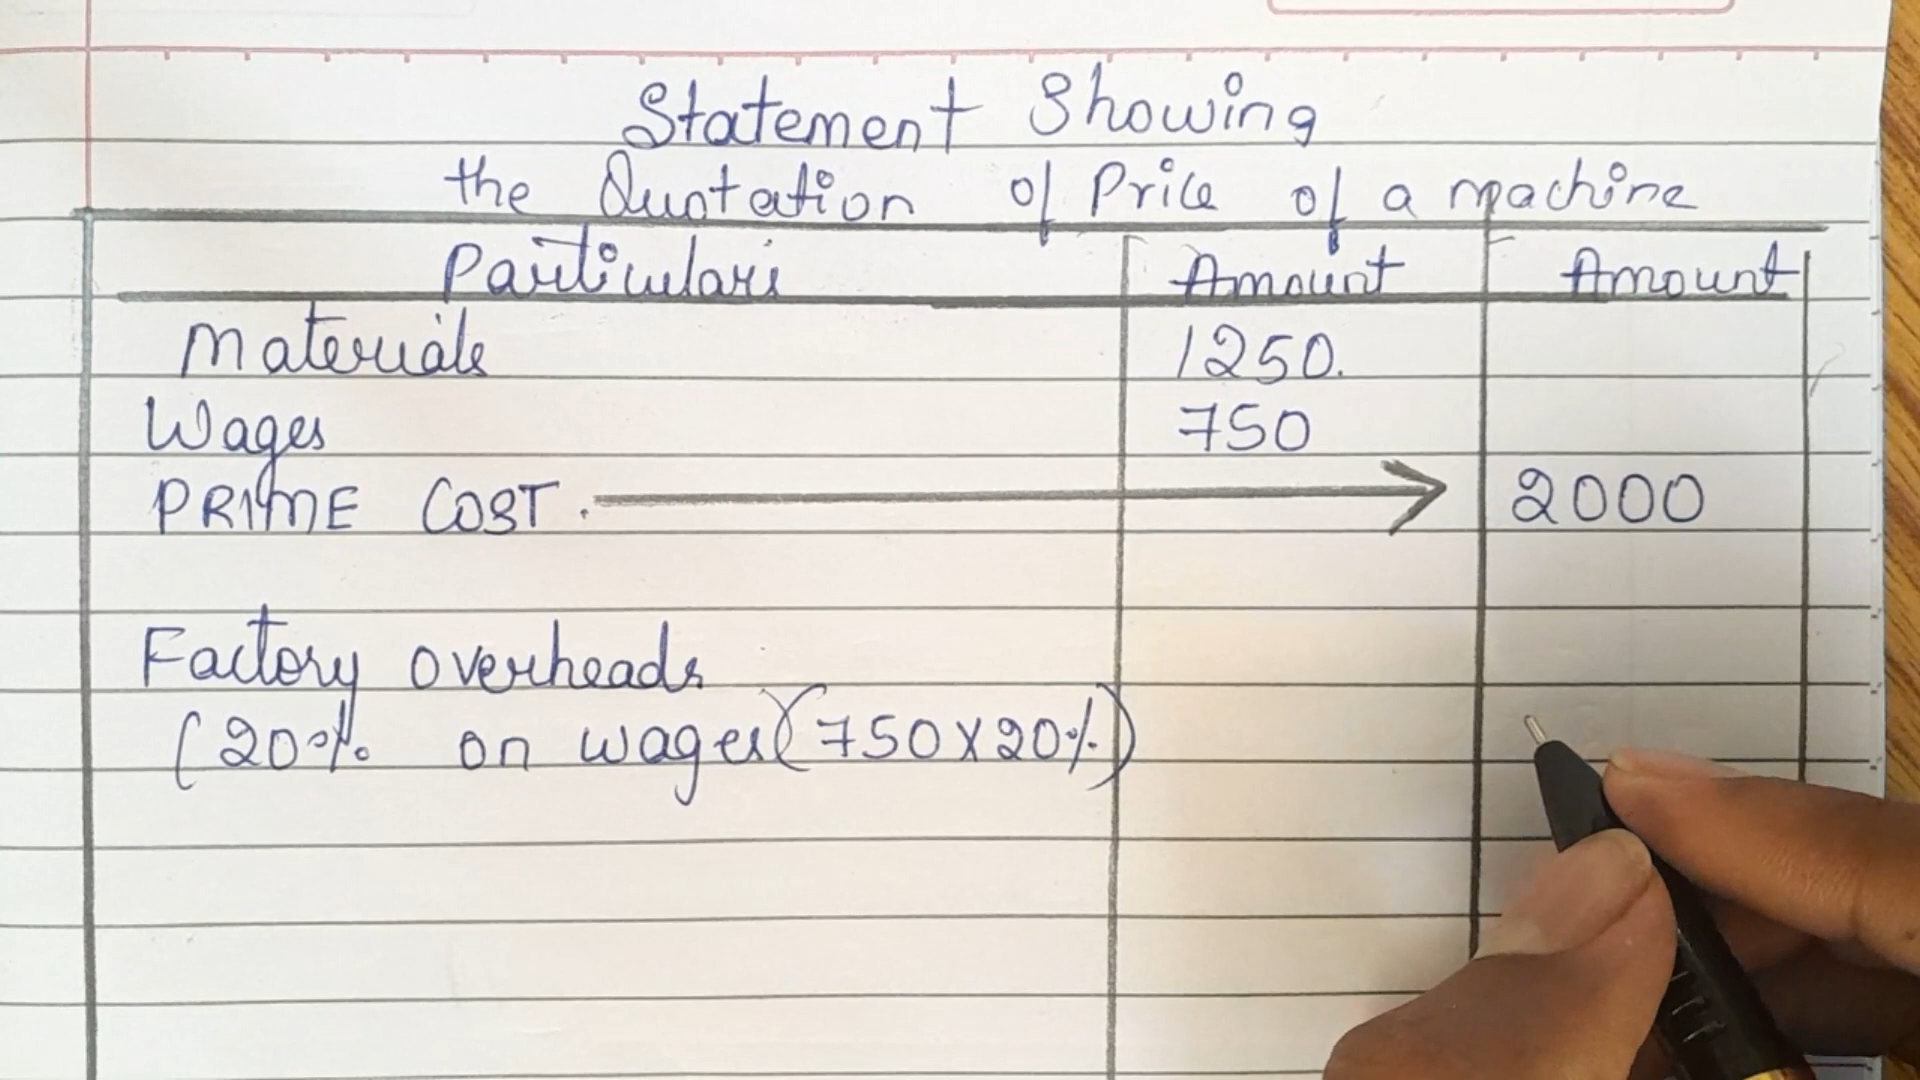 Statement Showing
the Quotation of Price of a machine
Particulars Amount Amount
Materials 1250.
Wages 750
PRIME COST. 2000
Factory overheads
(20% on wages (750X20%)